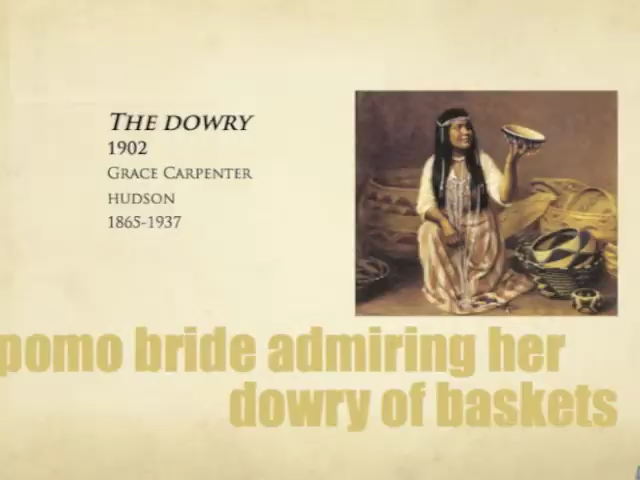 THE DOWRY
1902
GRACE CARPENTER
HUDSON
1865-1937
pomo bride admiring her
dowry of baskets